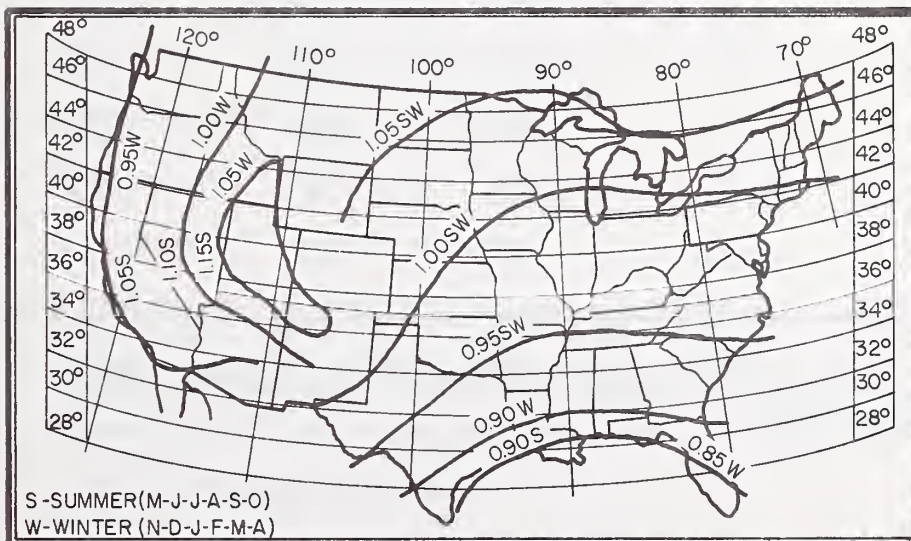 120° 110° 100° 90° 80° 70°
48° 48°
46° 46°
44° 44°
42° 42°
40° 40°
38° 38°
36° 36°
34° 34°
32° 32°
30° 30°
28° 28°
0.95W
1.00W
1.05W
1.05SW
1.05S
1.10S
1.15S
1.00SW
0.95SW
0.90W
0.90S
0.85W
S-SUMMER(M-J-J-A-S-O)
W-WINTER (N-D-J-F-M-A)